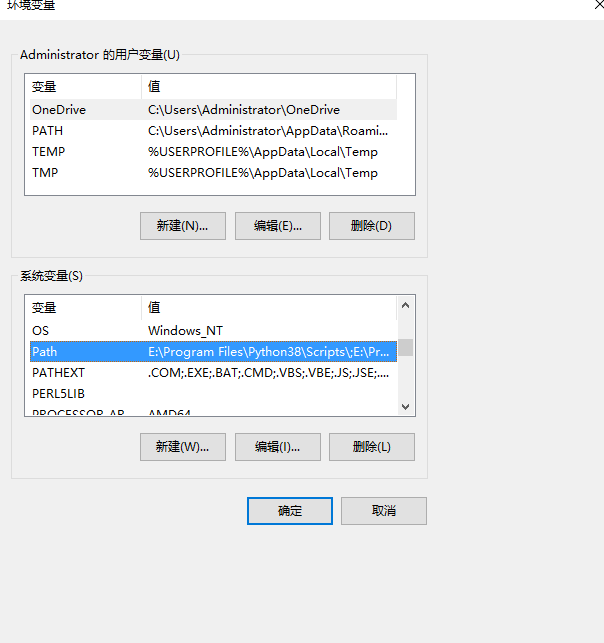 环境变量
Administrator 的用户变量(U)
变量 值
OneDrive C:\Users\Administrator\OneDrive
PATH C:\Users\Administrator\AppData\Roami...
TEMP %USERPROFILE%\AppData\Local\Temp
TMP %USERPROFILE%\AppData\Local\Temp
新建(N)... 编辑(E)... 删除(D)
系统变量(S)
变量 值
OS Windows_NT
Path E:\Program Files\Python38\Scripts\;E:\Pr...
PATHEXT .COM;.EXE;.BAT;.CMD;.VBS;.VBE;.JS;.JSE;....
PERL5LIB
PROCESSOR_AR AMD64
新建(W)... 编辑(I)... 删除(L)
确定 取消